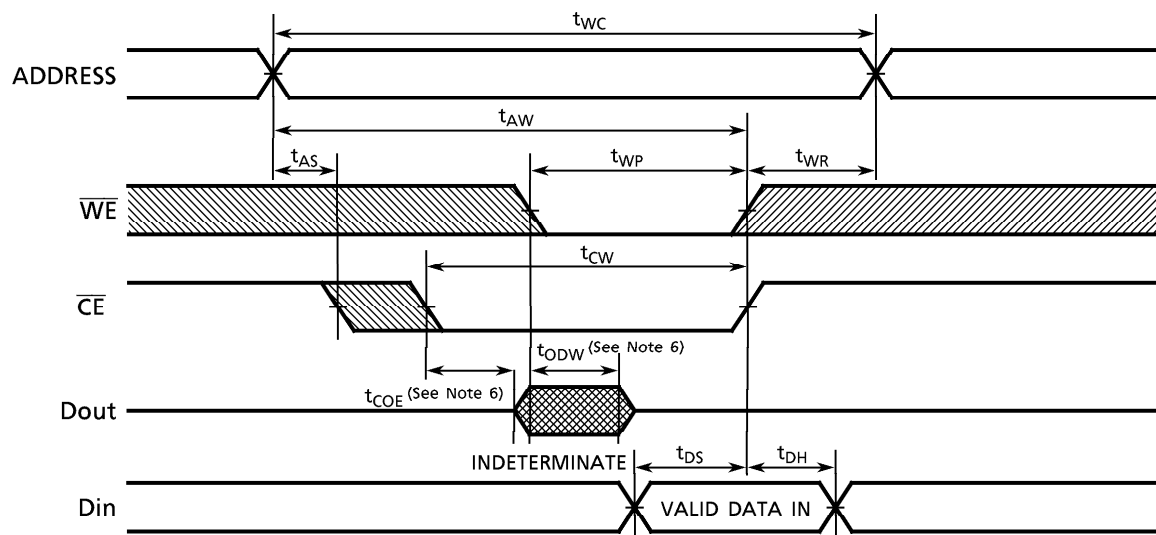 tWC
ADDRESS
tAW
tAS
tWP
tWR
WE
tCW
CE
tODW (See Note 6)
tCOE (See Note 6)
Dout
INDETERMINATE
tDS
tDH
Din
VALID DATA IN